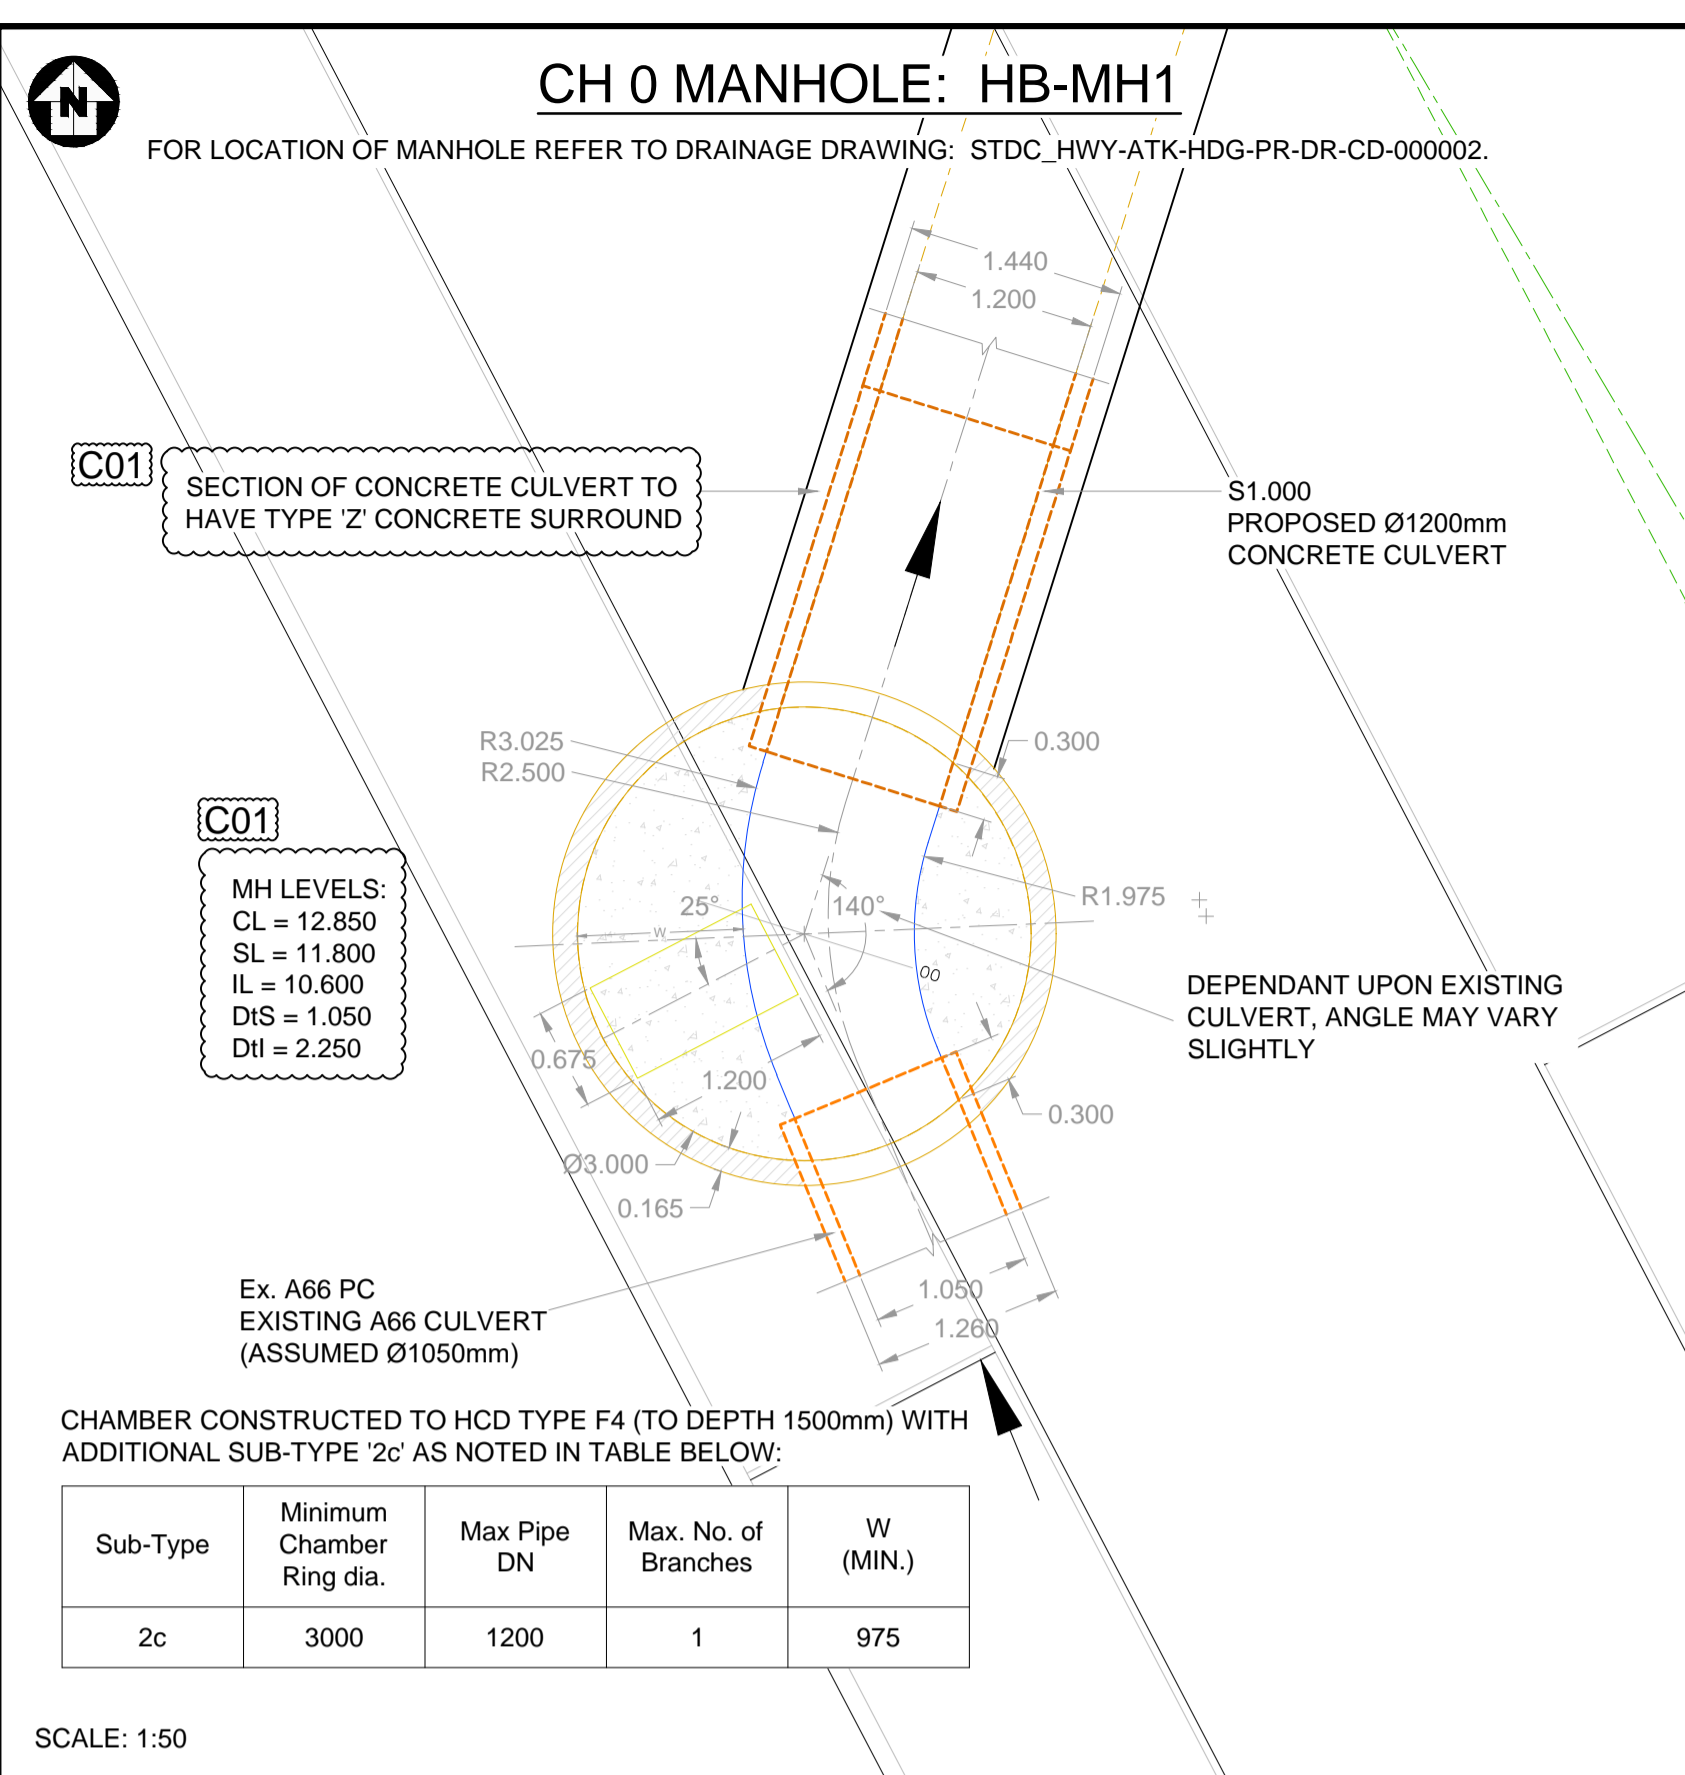 N
CH 0 MANHOLE: HB-MH1
FOR LOCATION OF MANHOLE REFER TO DRAINAGE DRAWING: STDC_HWY-ATK-HDG-PR-DR-CD-000002.
1.440
1.200
C01
SECTION OF CONCRETE CULVERT TO
HAVE TYPE 'Z' CONCRETE SURROUND
S1.000
PROPOSED Ø1200mm
CONCRETE CULVERT
R3.025
R2.500
0.300
C01
MH LEVELS:
CL = 12.850
SL = 11.800
IL = 10.600
DtS = 1.050
DtI = 2.250
25°
140°
R1.975
W
00
DEPENDANT UPON EXISTING
CULVERT, ANGLE MAY VARY
SLIGHTLY
0.675
1.200
0.300
Ø3.000
0.165
Ex. A66 PC
EXISTING A66 CULVERT
(ASSUMED Ø1050mm)
1.050
1.260
CHAMBER CONSTRUCTED TO HCD TYPE F4 (TO DEPTH 1500mm) WITH
ADDITIONAL SUB-TYPE '2c' AS NOTED IN TABLE BELOW:
Sub-Type
Minimum
Chamber
Ring dia.
Max Pipe
DN
Max. No. of
Branches
W
(MIN.)
2c
3000
1200
1
975
SCALE: 1:50